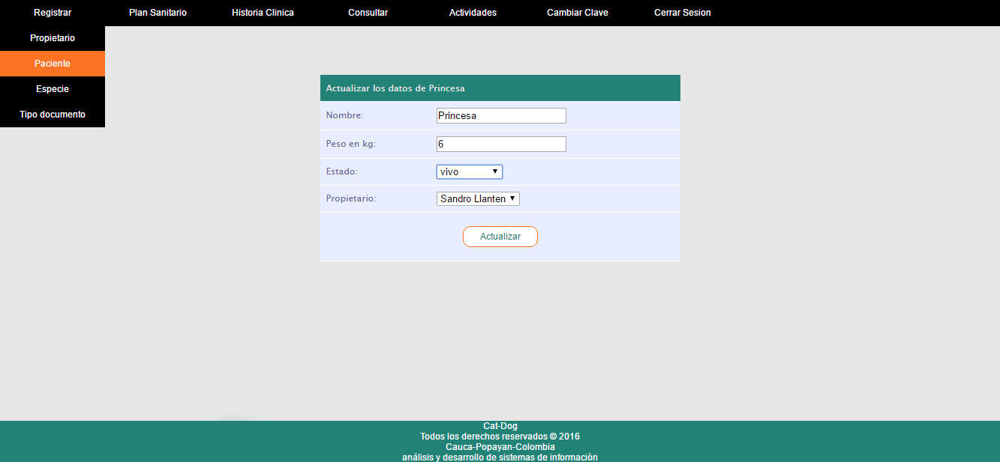 Registrar Plan Sanitario Historia Clinica Consultar Actividades Cambiar Clave Cerrar Sesion
Propietario
Paciente
Especie
Tipo documento
Actualizar los datos de Princesa
Nombre: Princesa
Peso en kg: 6
Estado: vivo
Propietario: Sandro Llanten
Actualizar
Cat-Dog
Todos los derechos reservados © 2016
Cauca-Popayan-Colombia
análisis y desarrollo de sistemas de información